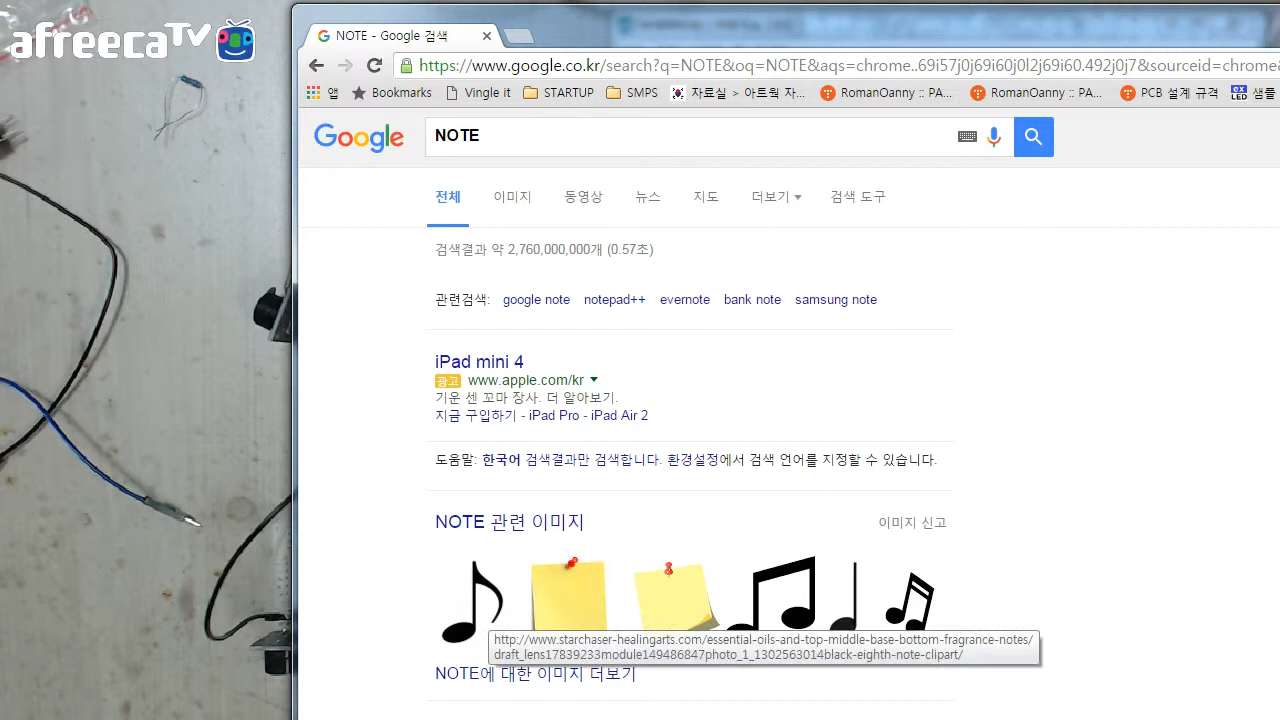 afreecaTV
NOTE - Google 검색
https://www.google.co.kr/search?q=NOTE&oq=NOTE&aqs=chrome..69i57j0j69i60j0l2j69i60.492j0j7&sourceid=chrome&
앱 Bookmarks Vingle it STARTUP SMPS 자료실 > 아트웍 자... RomanOanny :: PA... RomanOanny :: PA... PCB 설계 규격 ex LED 샘플
Google NOTE
전체 이미지 동영상 뉴스 지도 더보기 검색 도구
검색결과 약 2,760,000,000개 (0.57초)
관련검색: google note notepad++ evernote bank note samsung note
iPad mini 4
광고 www.apple.com/kr
기운 센 꼬마 장사. 더 알아보기.
지금 구입하기 - iPad Pro - iPad Air 2
도움말: 한국어 검색결과만 검색합니다. 환경설정에서 검색 언어를 지정할 수 있습니다.
NOTE 관련 이미지 이미지 신고
http://www.starchaser-healingarts.com/essential-oils-and-top-middle-base-bottom-fragrance-notes/
draft_lens17839233module149486847photo_1_1302563014black-eighth-note-clipart/
NOTE에 대한 이미지 더보기